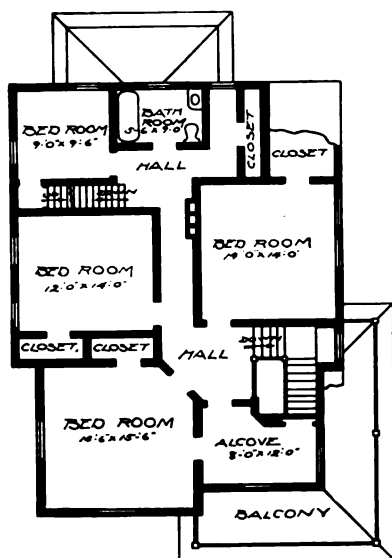 BATH
ROOM
5-6 X 9'0"
BED ROOM
9'0" X 9'6"
CLOSET
CLOSET
HALL
BED ROOM
14'0" X 14'0"
BED ROOM
12'0" X 14'0"
CLOSET.
CLOSET
HALL
BED ROOM
14'6" X 15'6"
ALCOVE
8'0" X 12'0"
BALCONY